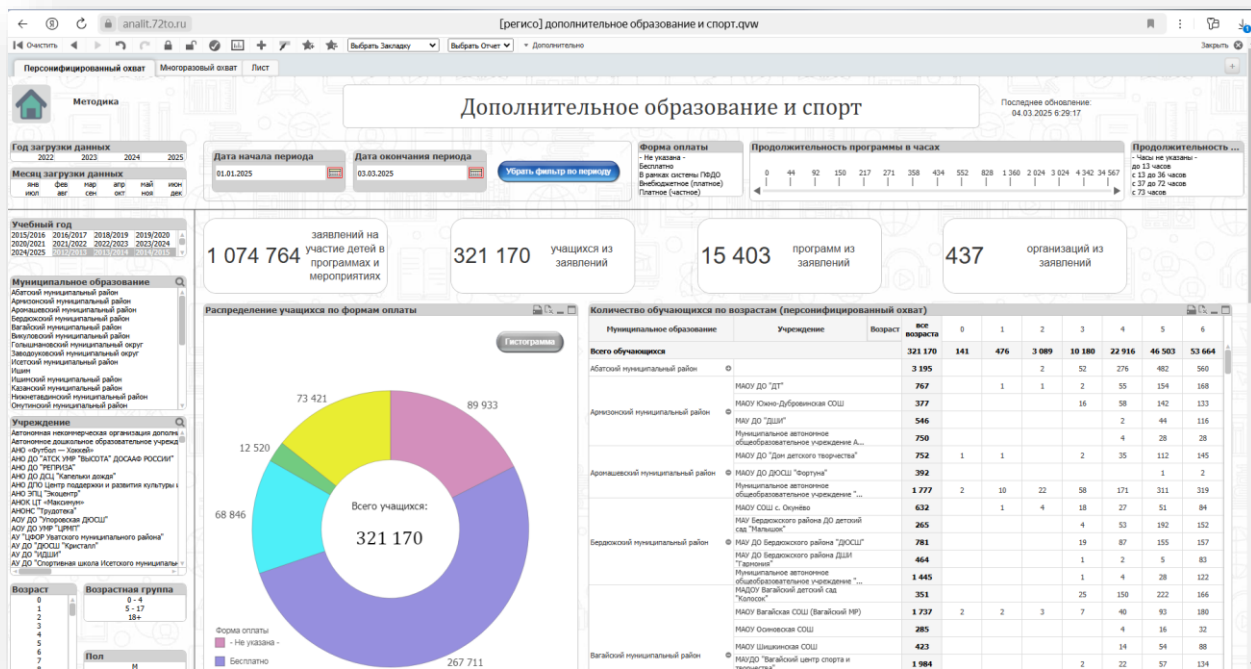 analit.72to.ru
[регисо] дополнительное образование и спорт.qvw
Очистить
Выбрать Закладку
Выбрать Отчет
Дополнительно
Закрыть
Персонифицированный охват
Многоразовый охват
Лист
Методика
Дополнительное образование и спорт
Последнее обновление:
04.03.2025 6:29:17
Год загрузки данных
2022 2023 2024 2025
Месяц загрузки данных
янв фев мар апр май июн
июл авг сен окт ноя дек
Дата начала периода
01.01.2025
Дата окончания периода
03.03.2025
Убрать фильтр по периоду
Форма оплаты
- Не указана -
Бесплатно
В рамках системы ПФДО
Внебюджетное (платное)
Платное (частное)
Продолжительность программы в часах
0 44 92 150 217 271 358 434 552 828 1 360 2 024 3 024 4 342 34 567
Продолжительность ...
- Часы не указаны -
до 13 часов
с 13 до 36 часов
с 37 до 72 часов
с 73 часов
Учебный год
2015/2016 2016/2017 2018/2019 2019/2020
2020/2021 2021/2022 2022/2023 2023/2024
2024/2025 2012/2013 2013/2014 2014/2015
1 074 764
заявлений на
участие детей в
программах и
мероприятиях
321 170
учащихся из
заявлений
15 403
программ из
заявлений
437
организаций из
заявлений
Муниципальное образование
Абатский муниципальный район
Армизонский муниципальный район
Аромашевский муниципальный район
Бердюжский муниципальный район
Вагайский муниципальный район
Викуловский муниципальный район
Голышмановский муниципальный округ
Заводоуковский муниципальный округ
Исетский муниципальный район
Ишим
Ишимский муниципальный район
Казанский муниципальный район
Нижнетавдинский муниципальный район
Омутинский муниципальный район
Учреждение
Автономная некоммерческая организация дополн
Автономное дошкольное образовательное учрежд
АНО «Футбол — Хоккей»
АНО ДО "АТСК УМР "ВЫСОТА" ДОСААФ РОССИИ"
АНО ДО "РЕПРИЗА"
АНО ДО ДСЦ "Капельки дождя"
АНО ДПО Центр поддержки и развития культуры и
АНО ЭПЦ "Экоцентр"
АНОК ЦТ «Максимум»
АНОНС "Трудотека"
АОУ ДО "Упоровская ДЮСШ"
АОУ ДО УМР "ЦРМП"
АУ "ЦФОР Уватского муниципального района"
АУ ДО "ДЮСШ "Кристалл"
АУ ДО "ИДШИ"
АУ ДО "Спортивная школа Исетского муниципальн
Возраст
0
1
2
3
4
5
6
7
Возрастная группа
0 - 4
5 - 17
18+
Пол
М
Распределение учащихся по формам оплаты
Гистограмма
73 421
89 933
12 520
68 846
267 711
Всего учащихся:
321 170
Форма оплаты
- Не указана -
Бесплатно
Количество обучающихся по возрастам (персонифицированный охват)
Муниципальное образование Учреждение Возраст все возраста 0 1 2 3 4 5 6
Всего обучающихся 321 170 141 476 3 089 10 180 22 916 46 503 53 664
Абатский муниципальный район 3 195 2 52 276 482 560
МАОУ ДО "ДТ" 767 1 1 2 55 154 168
МАОУ Южно-Дубровинская СОШ 377 16 58 142 133
Армизонский муниципальный район
МАУ ДО "ДШИ" 546 2 44 116
Муниципальное автономное
общеобразовательное учреждение А... 750 4 28 28
МАОУ ДО "Дом детского творчества" 752 1 1 2 35 112 145
Аромашевский муниципальный район МАОУ ДО ДЮСШ "Фортуна" 392 1 2
Муниципальное автономное
общеобразовательное учреждение "... 1 777 2 10 22 58 171 311 319
МАОУ СОШ с. Окунёво 632 1 4 18 27 51 84
МАУ Бердюжского района ДО детский
сад "Малышок" 265 4 53 192 152
Бердюжский муниципальный район МАУ ДО Бердюжского района "ДЮСШ" 781 19 87 155 157
МАУ ДО Бердюжского района ДШИ
"Гармония" 464 1 2 5 83
Муниципальное автономное
общеобразовательное учреждение "... 1 445 1 4 28 122
МАДОУ Вагайский детский сад
"Колосок" 351 25 150 222 166
МАОУ Вагайская СОШ (Вагайский МР) 1 737 2 2 3 7 40 93 180
МАОУ Осиновская СОШ 285 4 16 32
МАОУ Шишкинская СОШ 423 14 54 88
Вагайский муниципальный район
МАУДО "Вагайский центр спорта и
творчества" 1 984 2 22 57 134